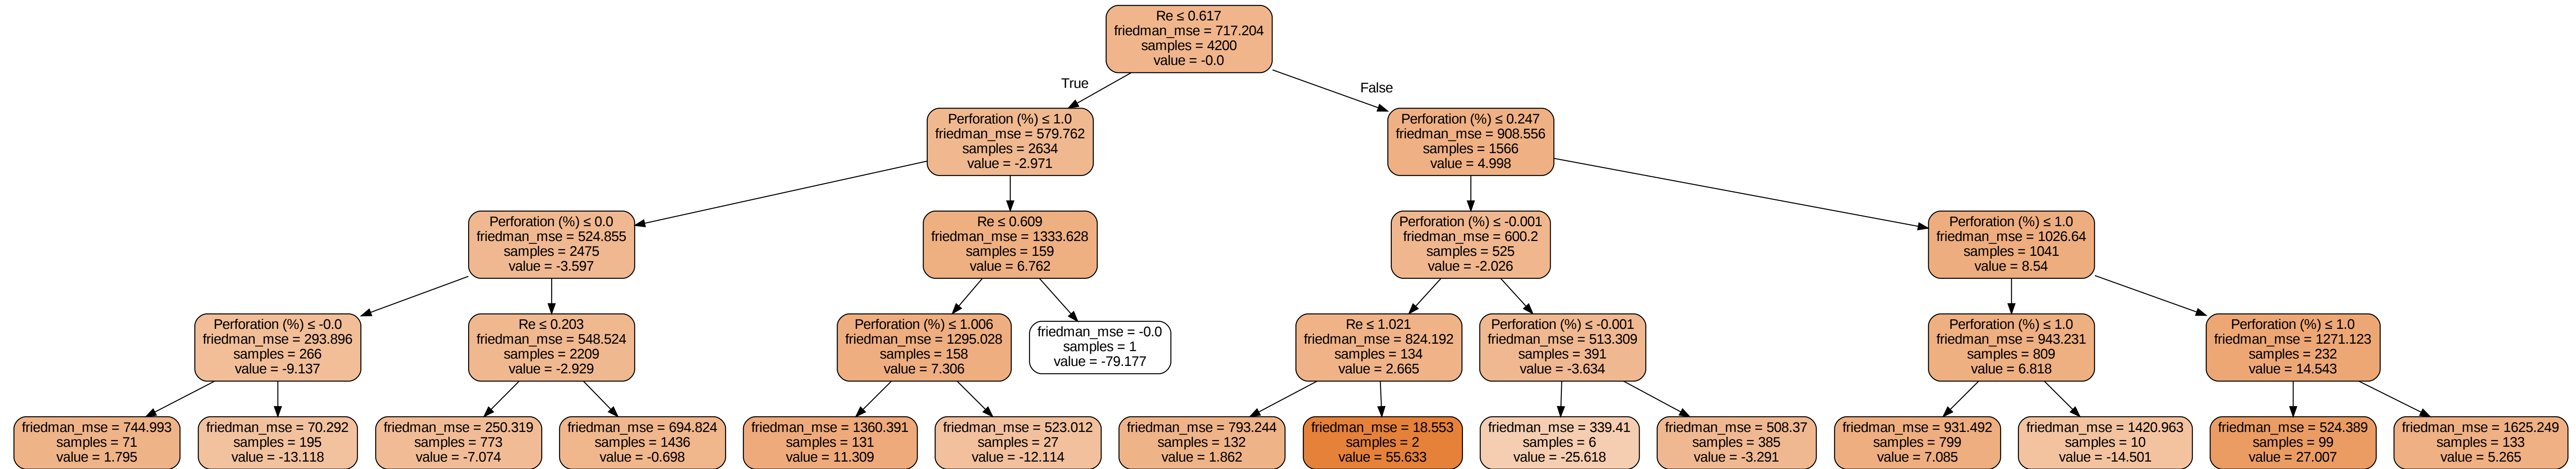 Re ≤ 0.617
friedman_mse = 717.204
samples = 4200
value = -0.0
True
False
Perforation (%) ≤ 1.0
friedman_mse = 579.762
samples = 2634
value = -2.971
Perforation (%) ≤ 0.247
friedman_mse = 908.556
samples = 1566
value = 4.998
Perforation (%) ≤ 0.0
friedman_mse = 524.855
samples = 2475
value = -3.597
Re ≤ 0.609
friedman_mse = 1333.628
samples = 159
value = 6.762
Perforation (%) ≤ -0.001
friedman_mse = 600.2
samples = 525
value = -2.026
Perforation (%) ≤ 1.0
friedman_mse = 1026.64
samples = 1041
value = 8.54
Perforation (%) ≤ -0.0
friedman_mse = 293.896
samples = 266
value = -9.137
Re ≤ 0.203
friedman_mse = 548.524
samples = 2209
value = -2.929
Perforation (%) ≤ 1.006
friedman_mse = 1295.028
samples = 158
value = 7.306
friedman_mse = -0.0
samples = 1
value = -79.177
Re ≤ 1.021
friedman_mse = 824.192
samples = 134
value = 2.665
Perforation (%) ≤ -0.001
friedman_mse = 513.309
samples = 391
value = -3.634
Perforation (%) ≤ 1.0
friedman_mse = 943.231
samples = 809
value = 6.818
Perforation (%) ≤ 1.0
friedman_mse = 1271.123
samples = 232
value = 14.543
friedman_mse = 744.993
samples = 71
value = 1.795
friedman_mse = 70.292
samples = 195
value = -13.118
friedman_mse = 250.319
samples = 773
value = -7.074
friedman_mse = 694.824
samples = 1436
value = -0.698
friedman_mse = 1360.391
samples = 131
value = 11.309
friedman_mse = 523.012
samples = 27
value = -12.114
friedman_mse = 793.244
samples = 132
value = 1.862
friedman_mse = 18.553
samples = 2
value = 55.633
friedman_mse = 339.41
samples = 6
value = -25.618
friedman_mse = 508.37
samples = 385
value = -3.291
friedman_mse = 931.492
samples = 799
value = 7.085
friedman_mse = 1420.963
samples = 10
value = -14.501
friedman_mse = 524.389
samples = 99
value = 27.007
friedman_mse = 1625.249
samples = 133
value = 5.265